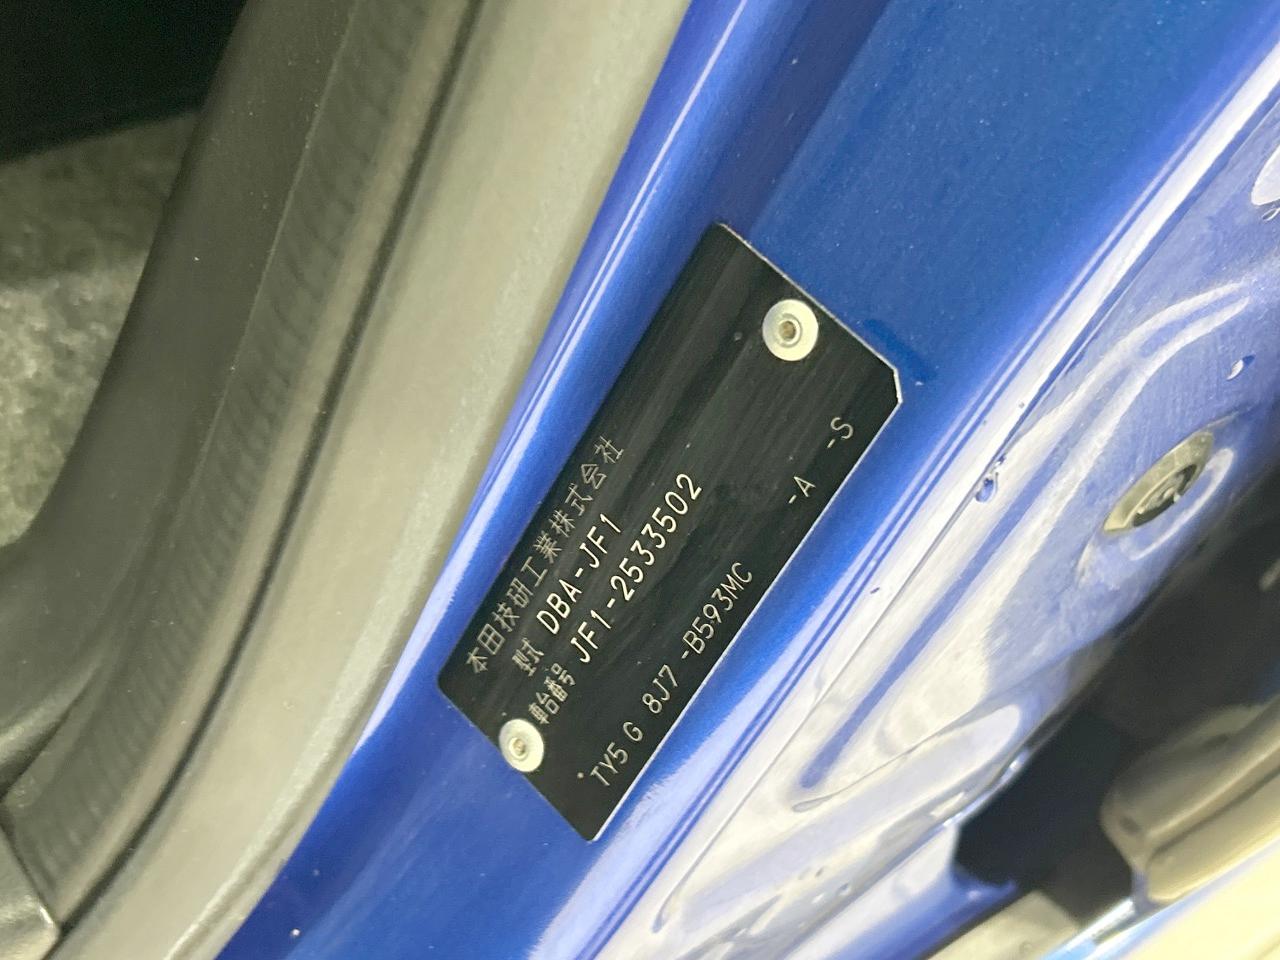 本田技研工業株式会社
型式 DBA-JF1
車台番号 JF1-2533502
-A -S
TY5 G 8J7 -B593MC